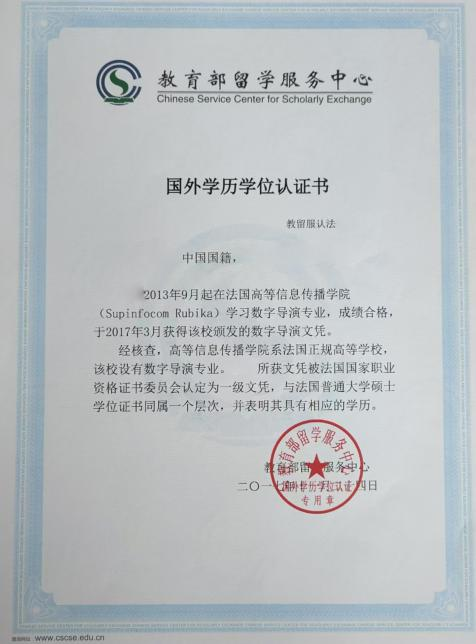 教育部留学服务中心
Chinese Service Center for Scholarly Exchange
国外学历学位认证书
教留服认法
中国国籍，
2013年9月起在法国高等信息传播学院
（Supinfocom Rubika）学习数字导演专业，成绩合格，
于2017年3月获得该校颁发的数字导演文凭。
经核查，高等信息传播学院系法国正规高等学校，
该校设有数字导演专业。 所获文凭被法国国家职业
资格证书委员会认定为一级文凭，与法国普通大学硕士
学位证书同属一个层次，并表明其具有相应的学历。
教育部留学服务中心
国外学历学位认证
专用章
教育部留学服务中心
二〇一七年 月二十四日
www.cscse.edu.cn